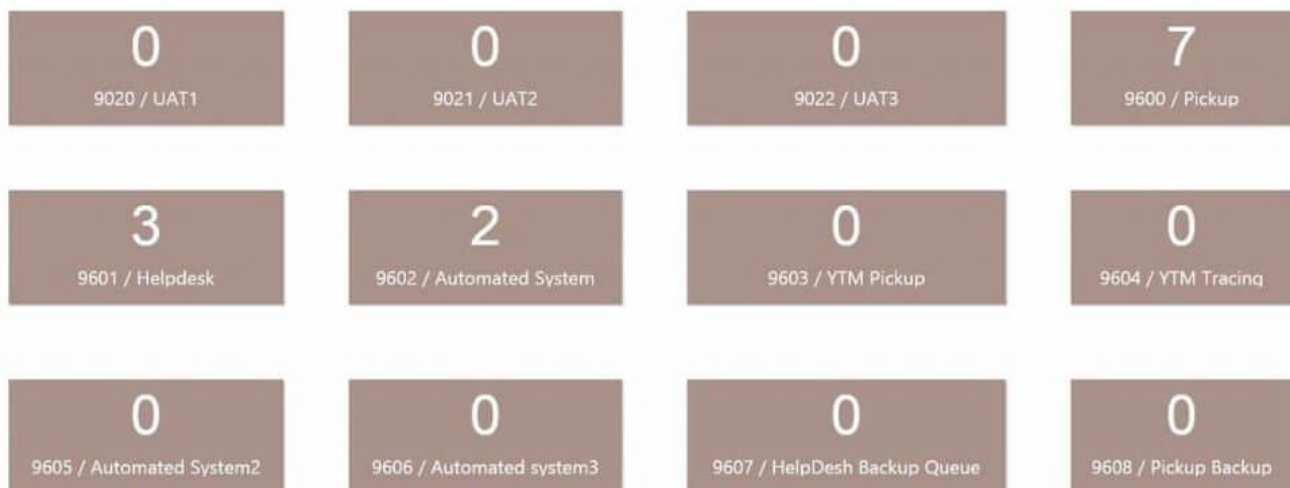 0
9020 / UAT1
0
9021 / UAT2
0
9022 / UAT3
7
9600 / Pickup
3
9601 / Helpdesk
2
9602 / Automated System
0
9603 / YTM Pickup
0
9604 / YTM Tracing
0
9605 / Automated System2
0
9606 / Automated system3
0
9607 / HelpDesh Backup Queue
0
9608 / Pickup Backup